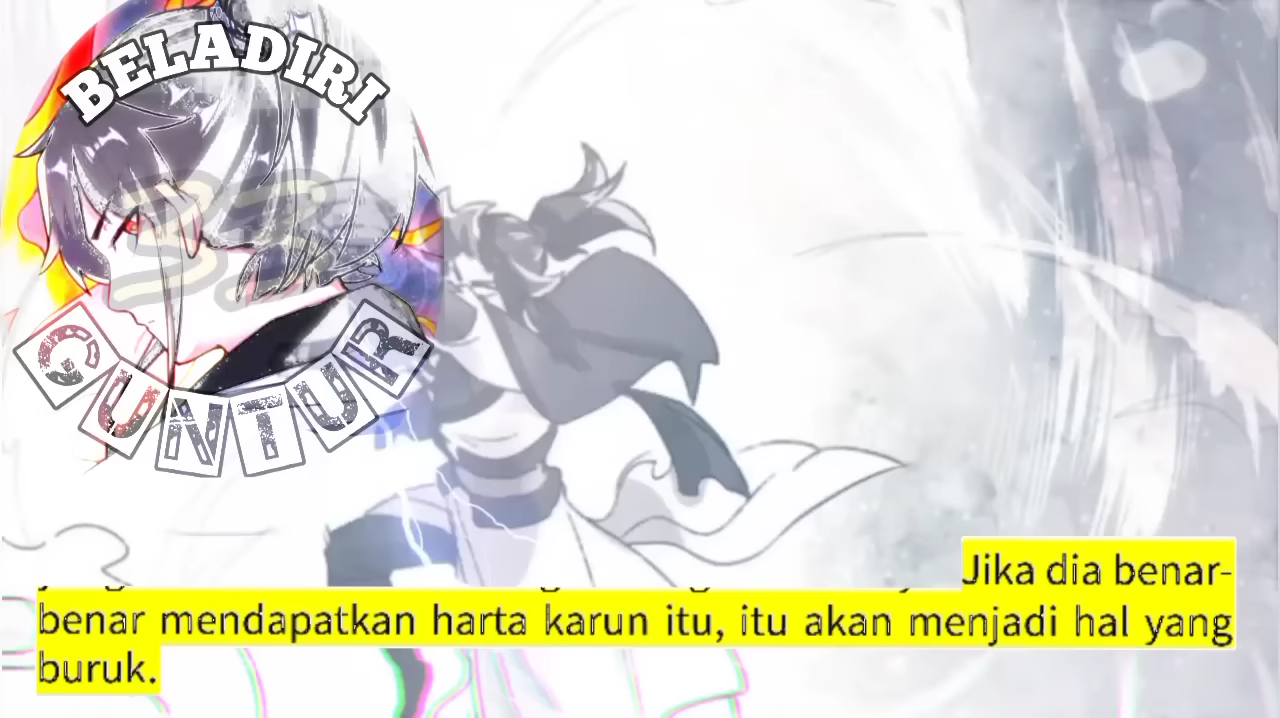 BELADIRI
GUNTUR
Jika dia benar-
benar mendapatkan harta karun itu, itu akan menjadi hal yang
buruk.